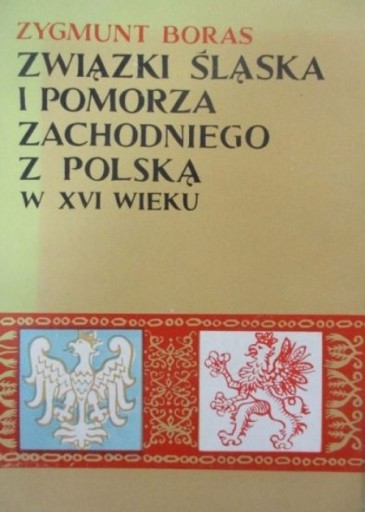 ZYGMUNT BORAS
ZWIĄZKI ŚLĄSKA
I POMORZA
ZACHODNIEGO
Z POLSKĄ
W XVI WIEKU